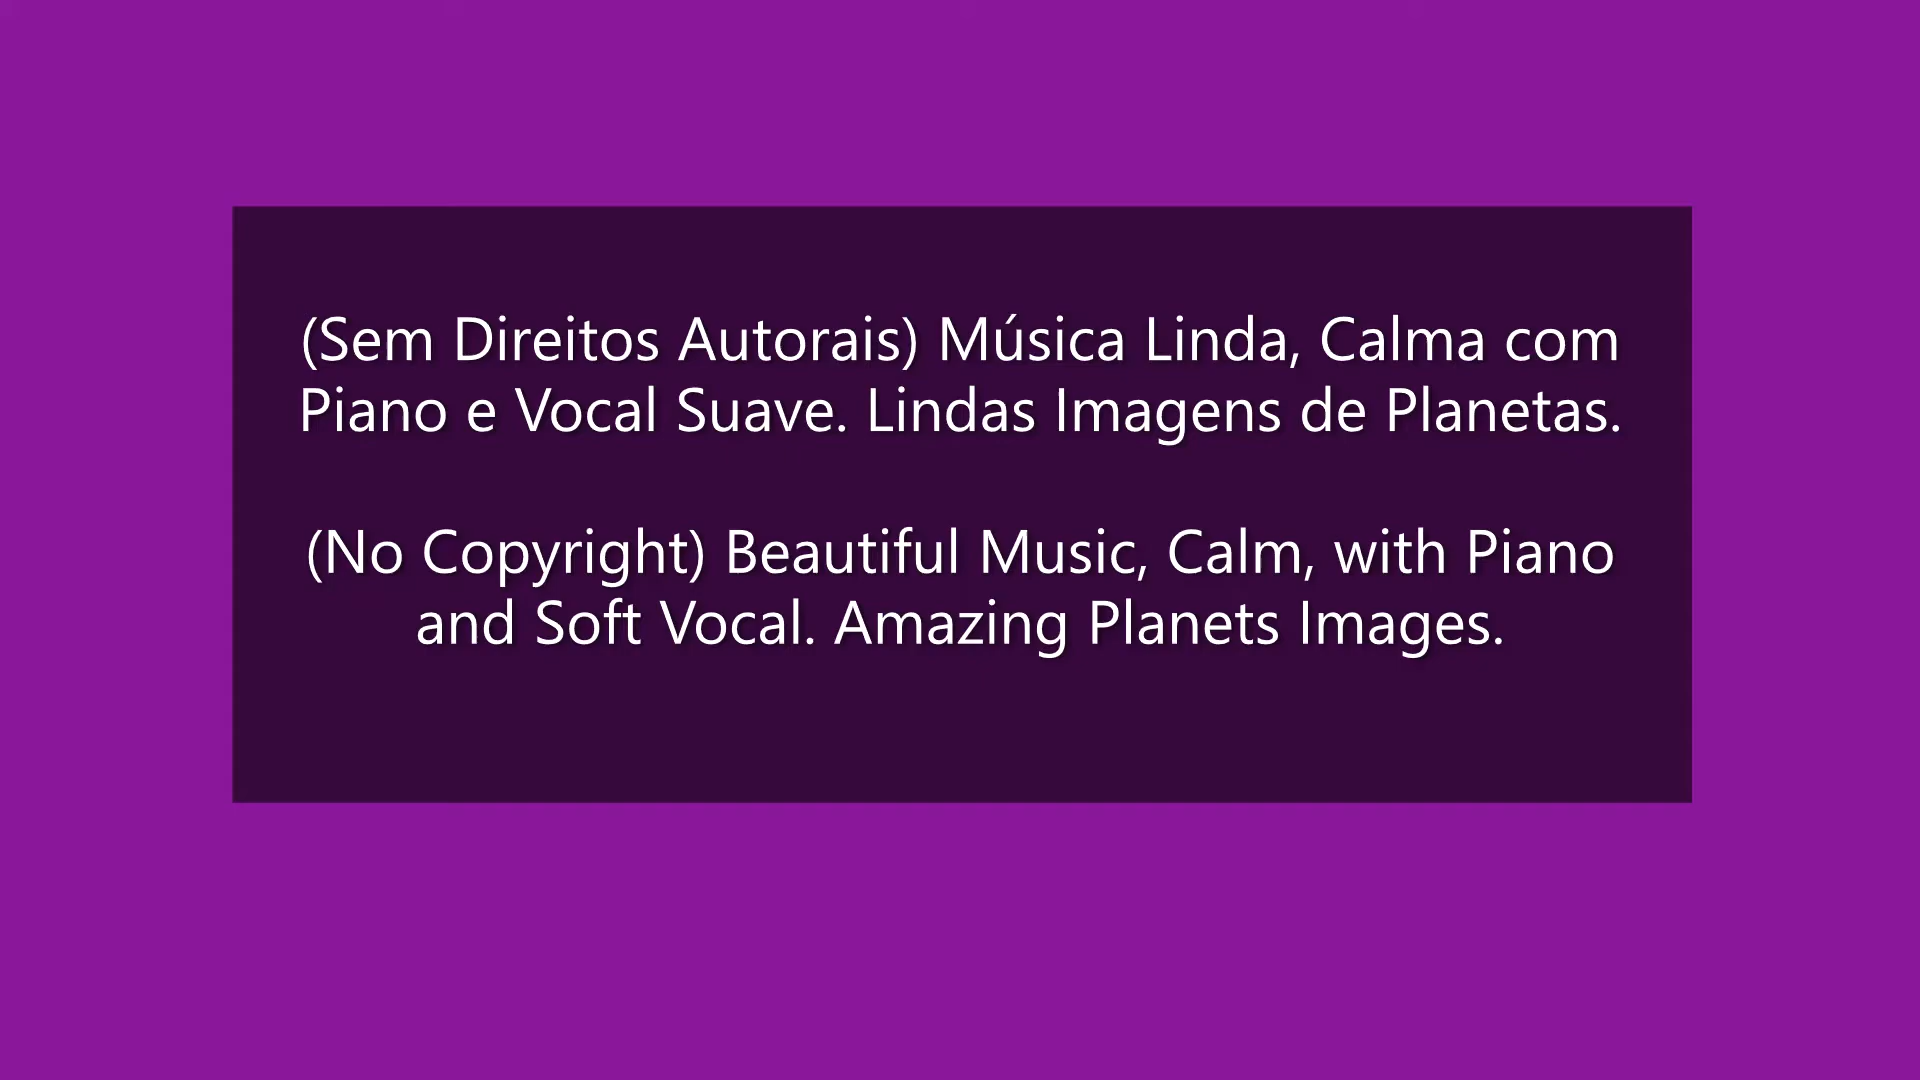 (Sem Direitos Autorais) Música Linda, Calma com
Piano e Vocal Suave. Lindas Imagens de Planetas.
(No Copyright) Beautiful Music, Calm, with Piano
and Soft Vocal. Amazing Planets Images.